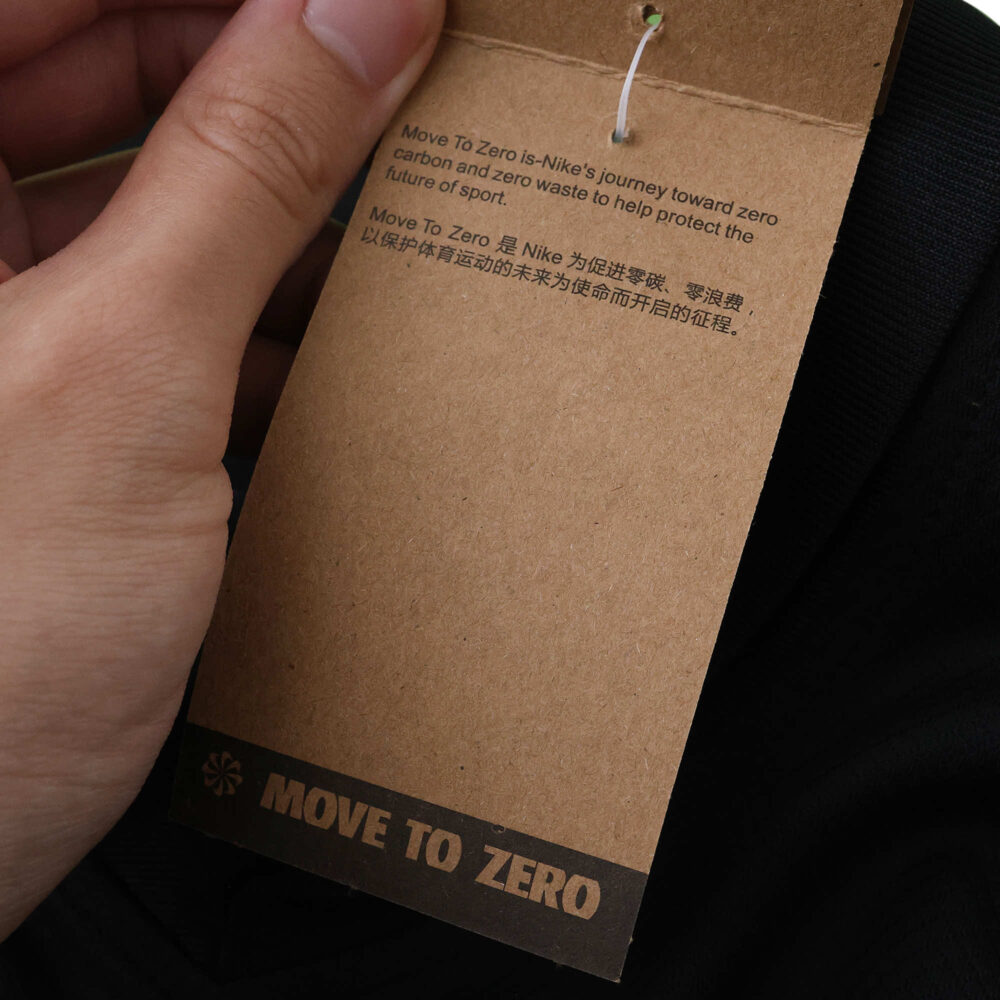 Move To Zero is-Nike's journey toward zero
carbon and zero waste to help protect the
future of sport.
Move To Zero 是 Nike 为促进零碳、零浪费，
以保护体育运动的未来为使命而开启的征程。
MOVE TO ZERO